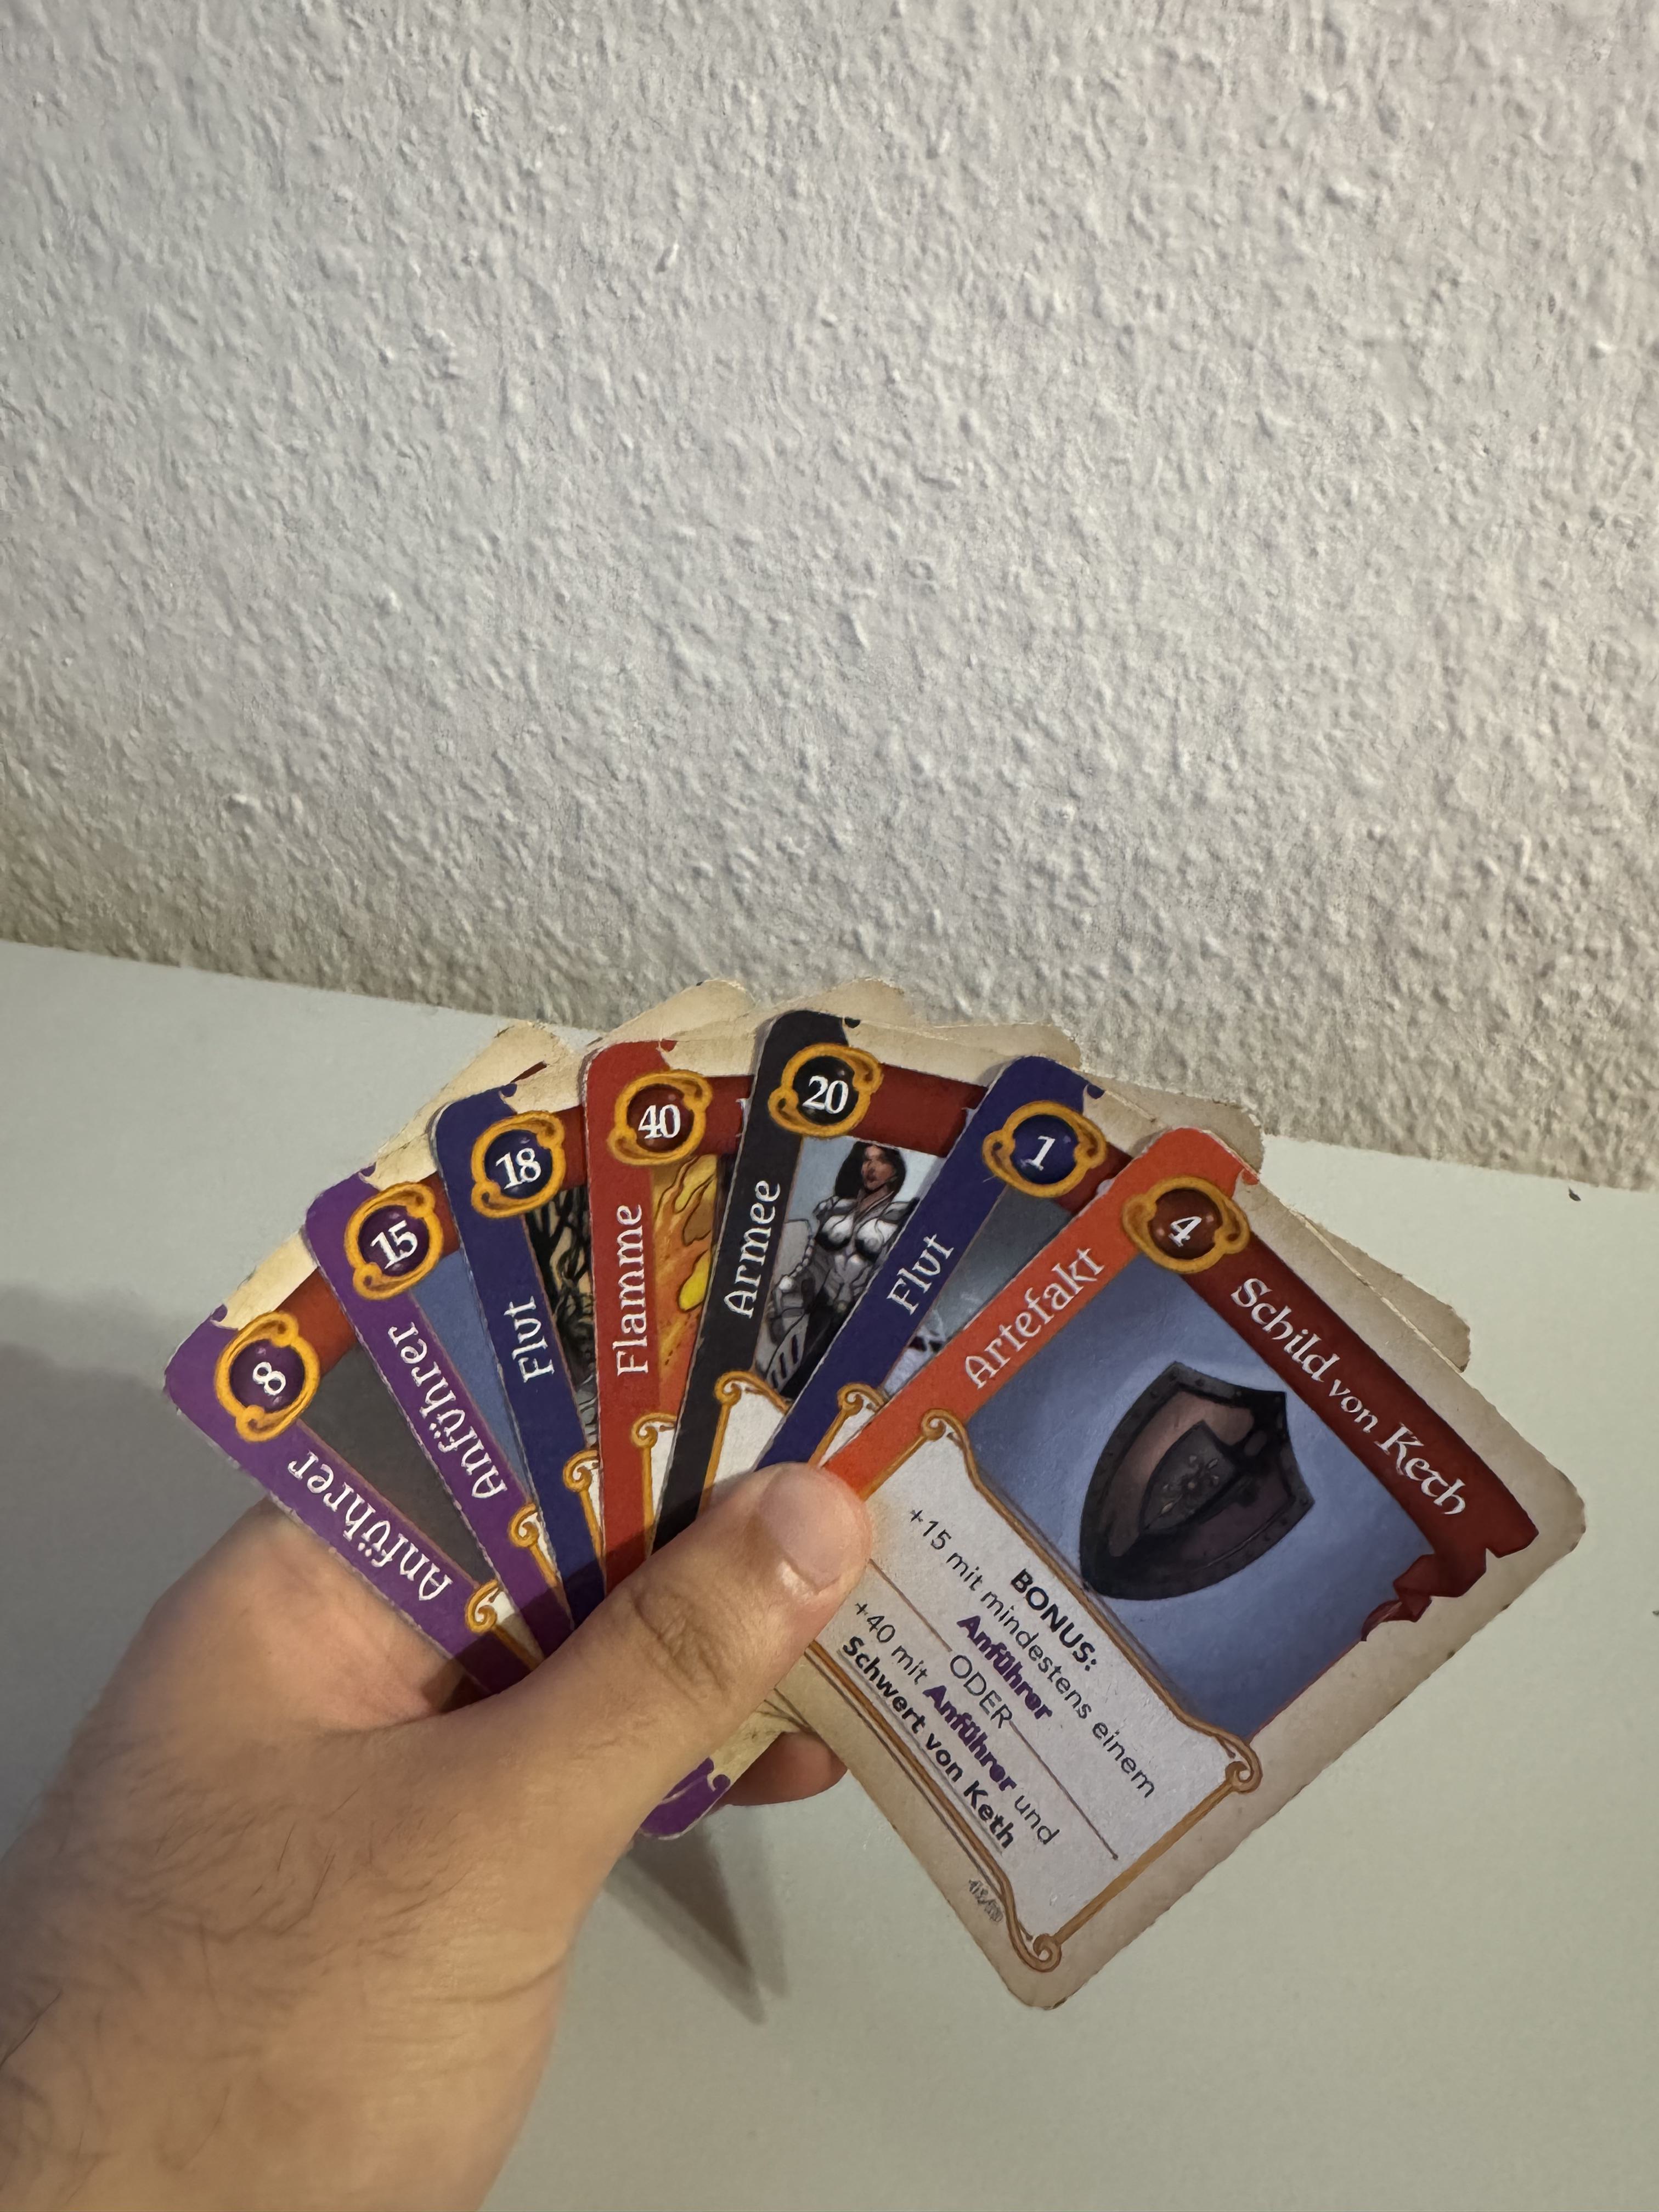 8
Anführer
15
Anführer
18
Flut
40
Flamme
20
Armee
1
Flut
4
Artefakt
Schild von Keth
BONUS:
+15 mit mindestens einem
Anführer
ODER
+40 mit Anführer und
Schwert von Keth